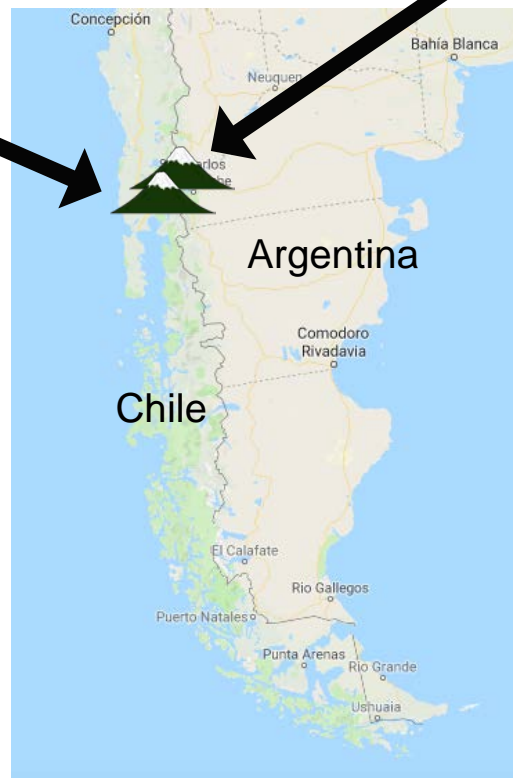 Concepción
Bahía Blanca
Neuquen
arlos
Argentina
Comodoro
Rivadavia
Chile
El Calafate
Rio Gallegos
Puerto Natales
Punta Arenas
Rio Grande
Ushuaia